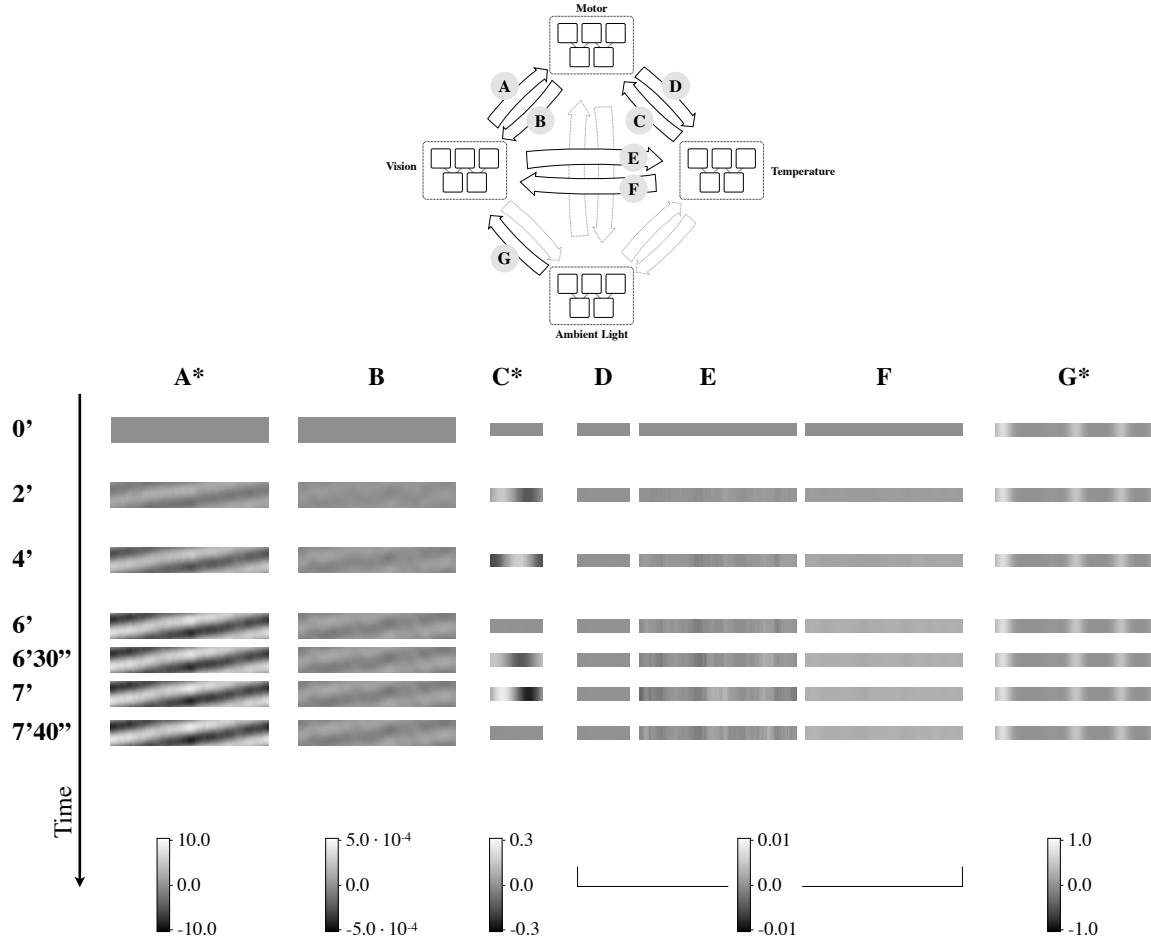 Motor
A
D
B
C
Vision
E
Temperature
F
G
Ambient Light
A* B C* D E F G*
0’
2’
4’
6’
6’30”
7’
7’40”
Time
10.0 5.0 · 10-4 0.3 0.01 1.0
0.0 0.0 0.0 0.0 0.0
-10.0 -5.0 · 10-4 -0.3 -0.01 -1.0